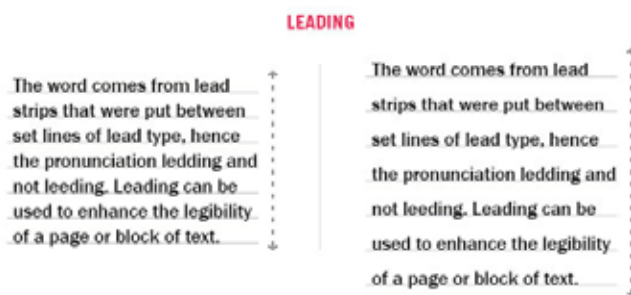 LEADING
The word comes from lead
strips that were put between
set lines of lead type, hence
the pronunciation ledding and
not leeding. Leading can be
used to enhance the legibility
of a page or block of text.
The word comes from lead
strips that were put between
set lines of lead type, hence
the pronunciation ledding and
not leeding. Leading can be
used to enhance the legibility
of a page or block of text.